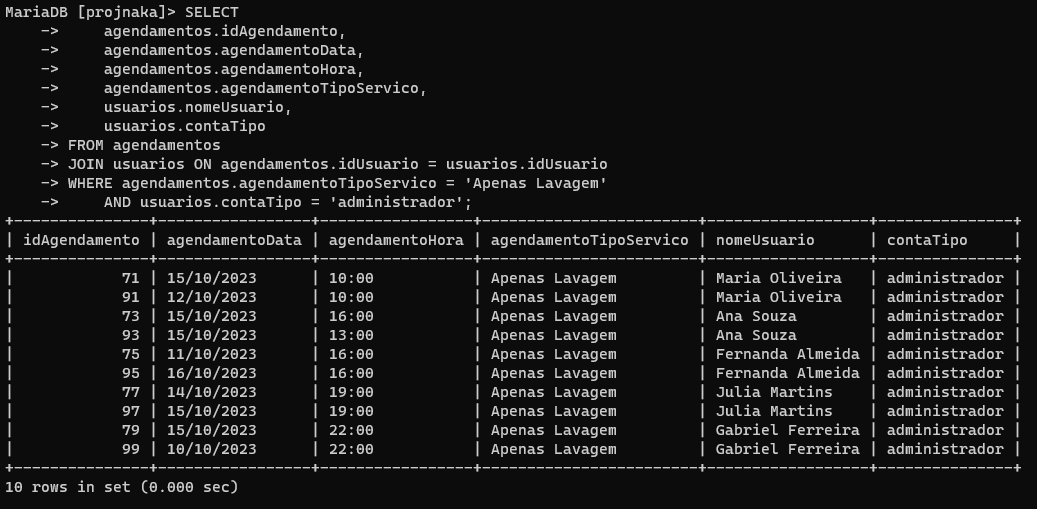 MariaDB [projnaka]> SELECT
    ->     agendamentos.idAgendamento,
    ->     agendamentos.agendamentoData,
    ->     agendamentos.agendamentoHora,
    ->     agendamentos.agendamentoTipoServico,
    ->     usuarios.nomeUsuario,
    ->     usuarios.contaTipo
    -> FROM agendamentos
    -> JOIN usuarios ON agendamentos.idUsuario = usuarios.idUsuario
    -> WHERE agendamentos.agendamentoTipoServico = 'Apenas Lavagem'
    ->     AND usuarios.contaTipo = 'administrador';
+---------------+-----------------+-----------------+------------------------+------------------+---------------+
| idAgendamento | agendamentoData | agendamentoHora | agendamentoTipoServico | nomeUsuario      | contaTipo     |
+---------------+-----------------+-----------------+------------------------+------------------+---------------+
|            71 | 15/10/2023      | 10:00           | Apenas Lavagem         | Maria Oliveira   | administrador |
|            91 | 12/10/2023      | 10:00           | Apenas Lavagem         | Maria Oliveira   | administrador |
|            73 | 15/10/2023      | 16:00           | Apenas Lavagem         | Ana Souza        | administrador |
|            93 | 15/10/2023      | 13:00           | Apenas Lavagem         | Ana Souza        | administrador |
|            75 | 11/10/2023      | 16:00           | Apenas Lavagem         | Fernanda Almeida | administrador |
|            95 | 16/10/2023      | 16:00           | Apenas Lavagem         | Fernanda Almeida | administrador |
|            77 | 14/10/2023      | 19:00           | Apenas Lavagem         | Julia Martins    | administrador |
|            97 | 15/10/2023      | 19:00           | Apenas Lavagem         | Julia Martins    | administrador |
|            79 | 15/10/2023      | 22:00           | Apenas Lavagem         | Gabriel Ferreira | administrador |
|            99 | 10/10/2023      | 22:00           | Apenas Lavagem         | Gabriel Ferreira | administrador |
+---------------+-----------------+-----------------+------------------------+------------------+---------------+
10 rows in set (0.000 sec)